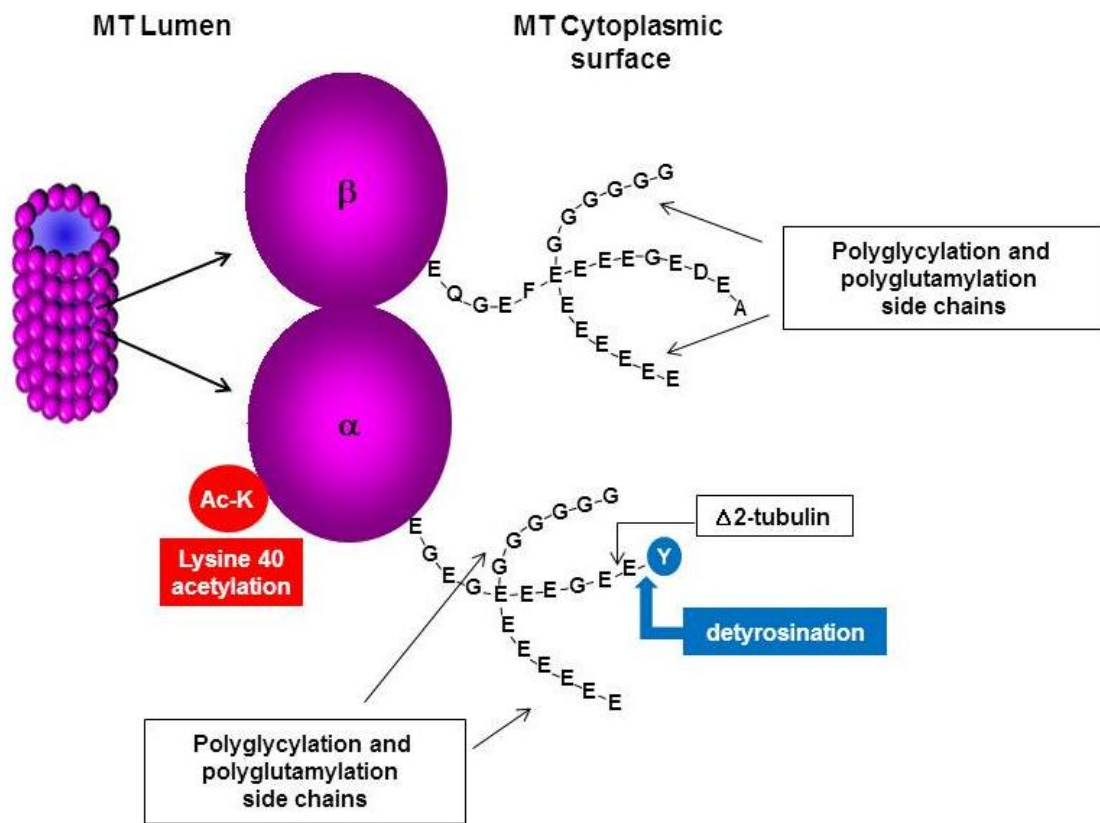 MT Lumen
MT Cytoplasmic
surface
β
G-G-G-G-G-G
E-Q-G-E-F-E-E-E-E-G-E-D-E-A
E-E-E-E-E-E
Polyglycylation and
polyglutamylation
side chains
α
Ac-K
Lysine 40
acetylation
G-G-G-G-G-G
E-G-E-G-E-E-E-G-E-E-Y
E-E-E-E-E-E
Δ2-tubulin
detyrosination
Polyglycylation and
polyglutamylation
side chains